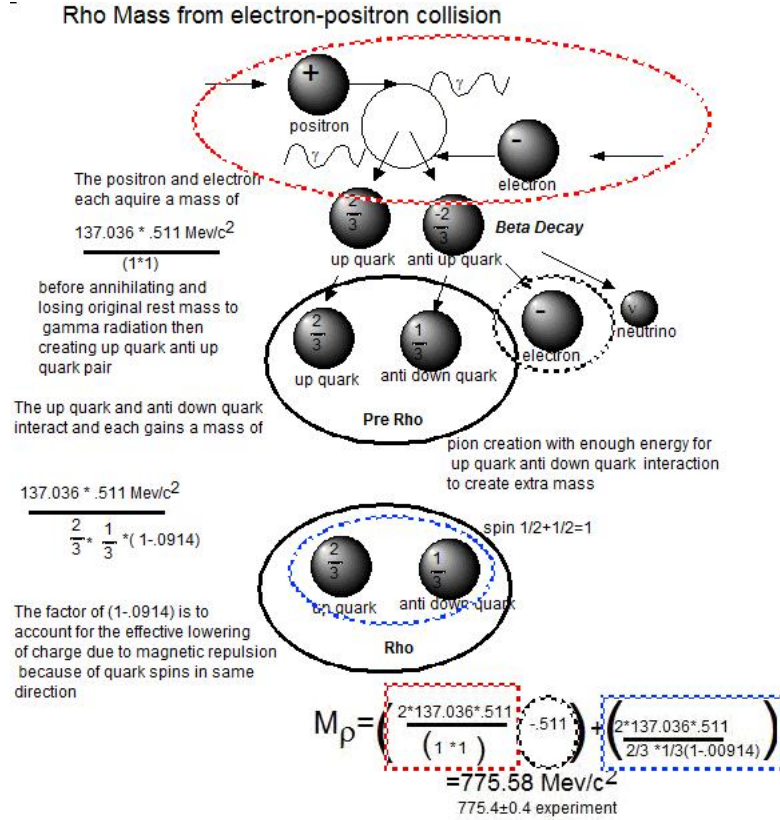 Rho Mass from electron-positron collision
+
γ
positron
-
γ
electron
The positron and electron
each aquire a mass of
137.036 * .511 Mev/c2
(1*1)
before annihilating and
losing original rest mass to
gamma radiation then
creating up quark anti up
quark pair
2
3
-2
3
Beta Decay
up quark
anti up quark
2
3
1
3
-
ν
neutrino
electron
up quark
anti down quark
Pre Rho
The up quark and anti down quark
interact and each gains a mass of
pion creation with enough energy for
up quark anti down quark interaction
to create extra mass
137.036 * .511 Mev/c2
2/3 * 1/3 *( 1-.0914)
spin 1/2+1/2=1
2
3
1
3
up quark
anti down quark
Rho
The factor of (1-.0914) is to
account for the effective lowering
of charge due to magnetic repulsion
because of quark spins in same
direction
Mρ=( 2*137.036*.511 / (1 *1) -.511 ) + ( 2*137.036*.511 / 2/3 *1/3(1-.00914) )
=775.58 Mev/c2
775.4±0.4 experiment